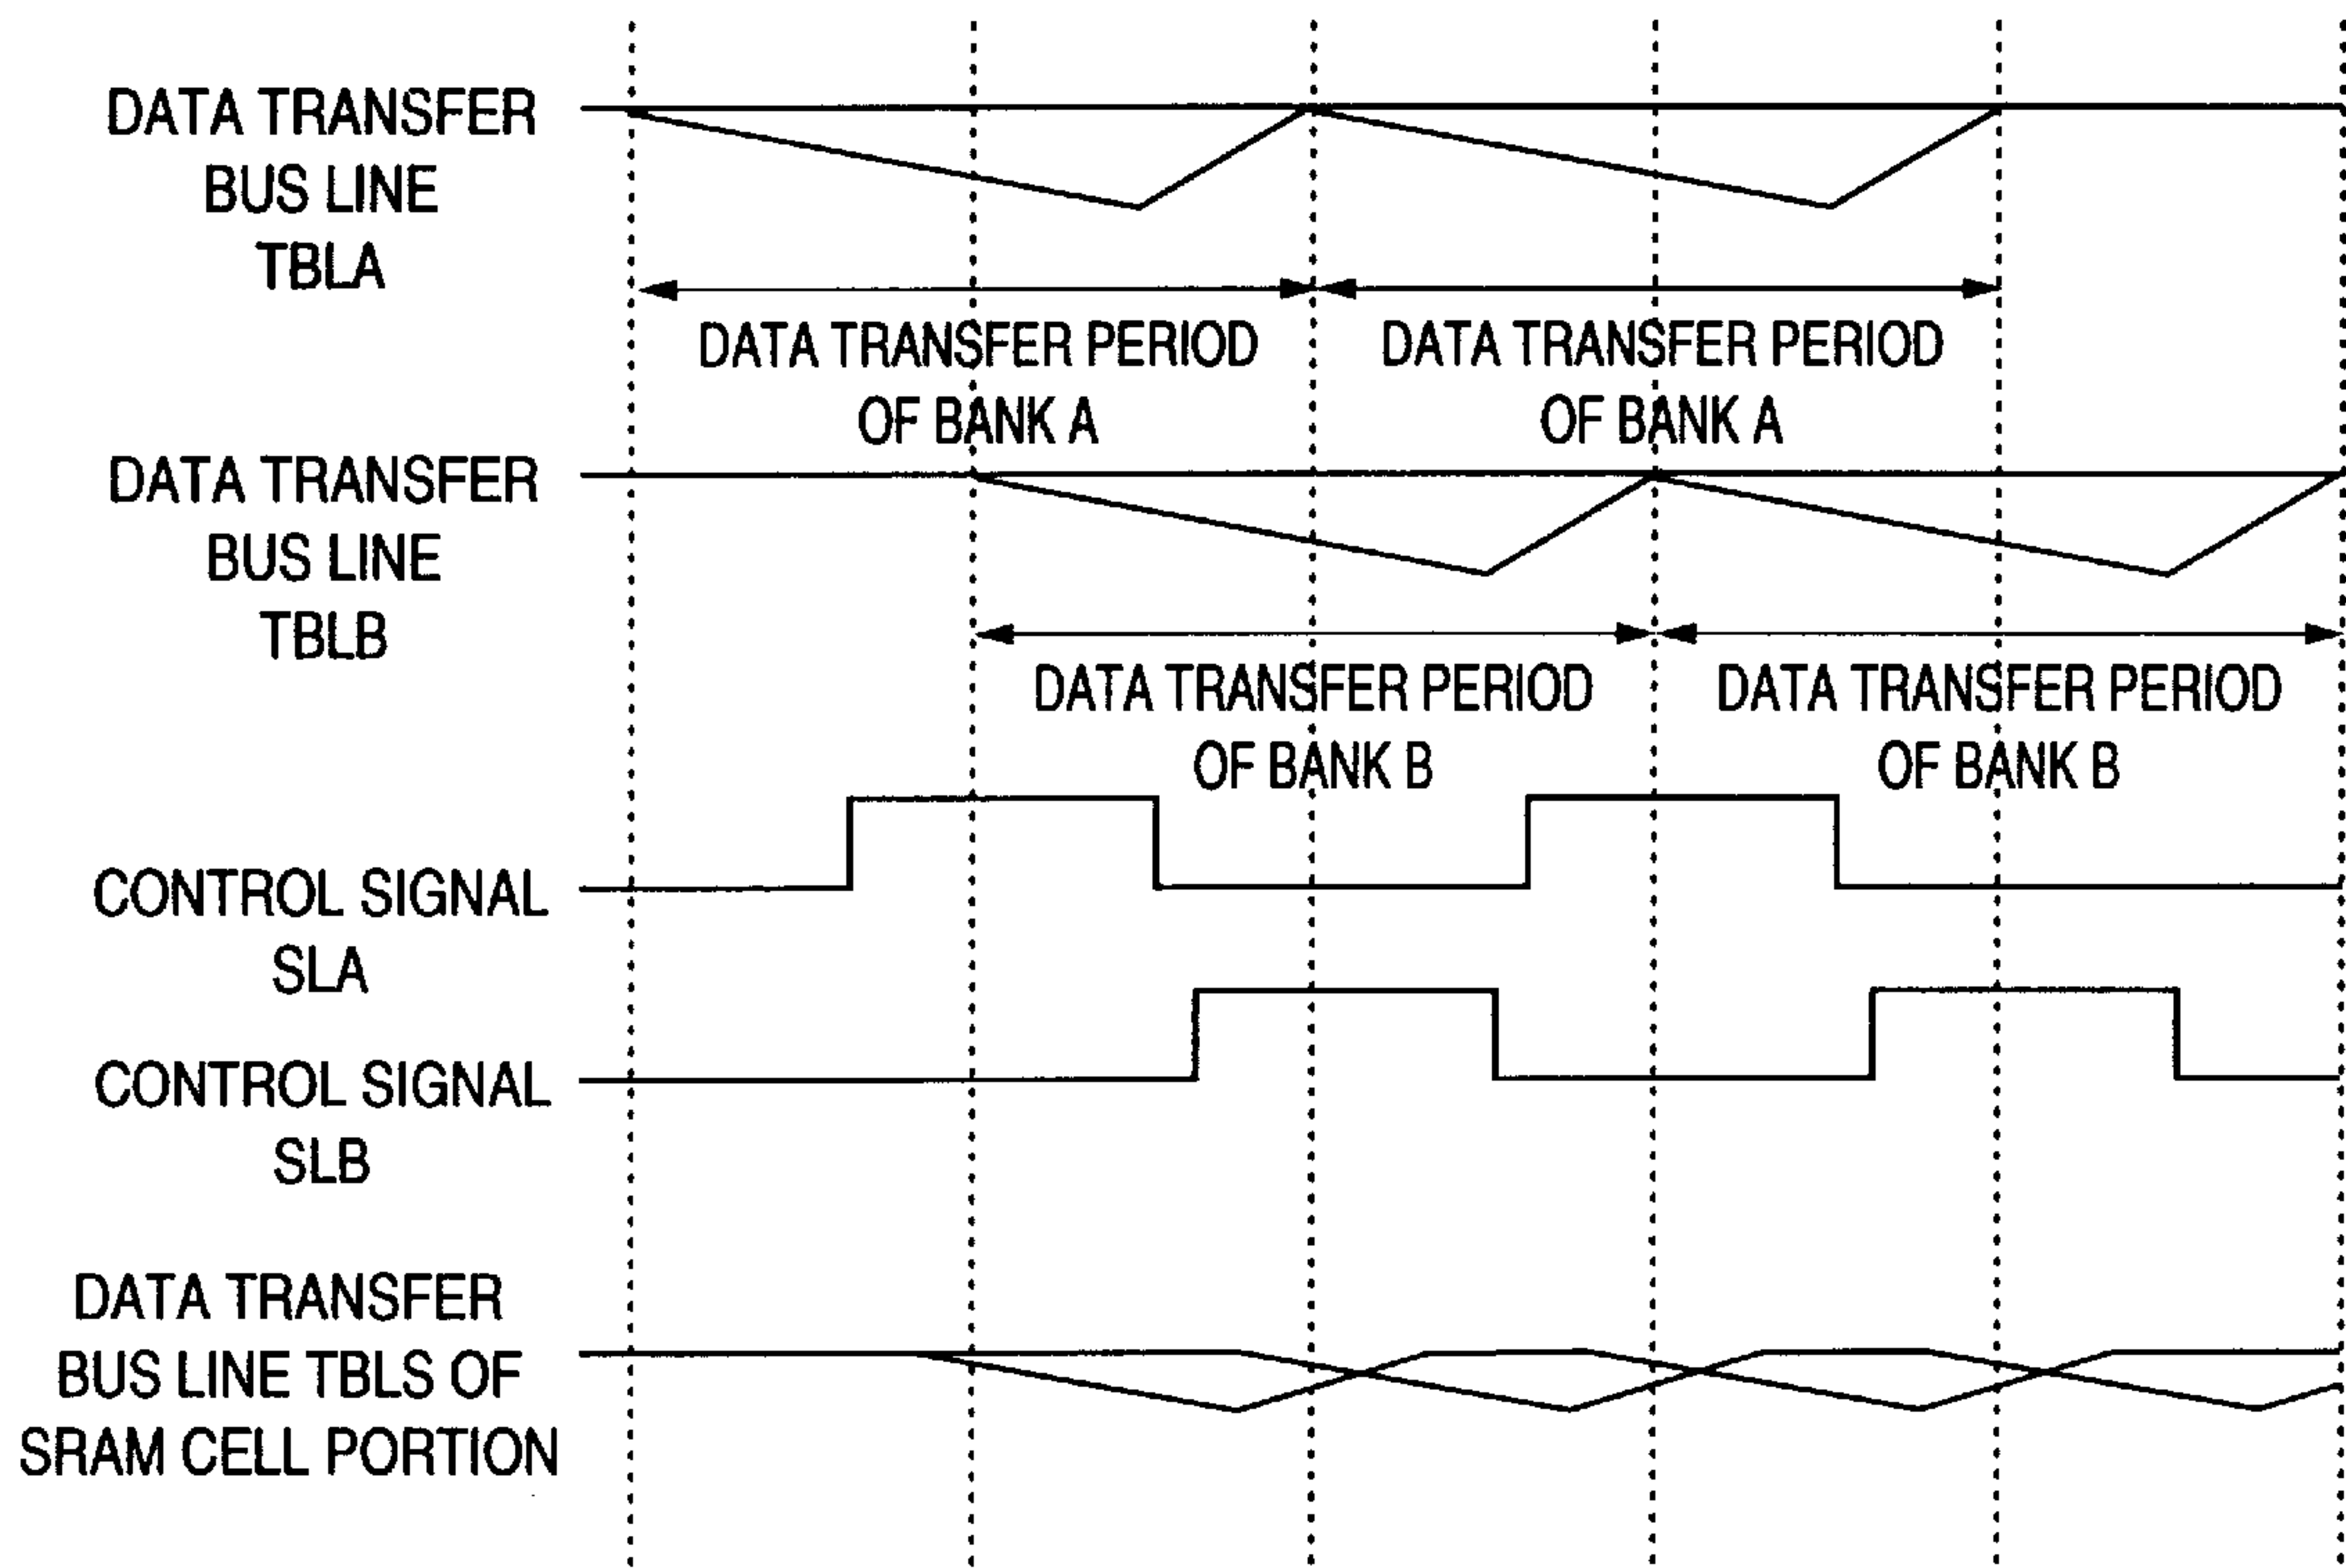 DATA TRANSFER
BUS LINE
TBLA
DATA TRANSFER PERIOD
OF BANK A
DATA TRANSFER PERIOD
OF BANK A
DATA TRANSFER
BUS LINE
TBLB
DATA TRANSFER PERIOD
OF BANK B
DATA TRANSFER PERIOD
OF BANK B
CONTROL SIGNAL
SLA
CONTROL SIGNAL
SLB
DATA TRANSFER
BUS LINE TBLS OF
SRAM CELL PORTION